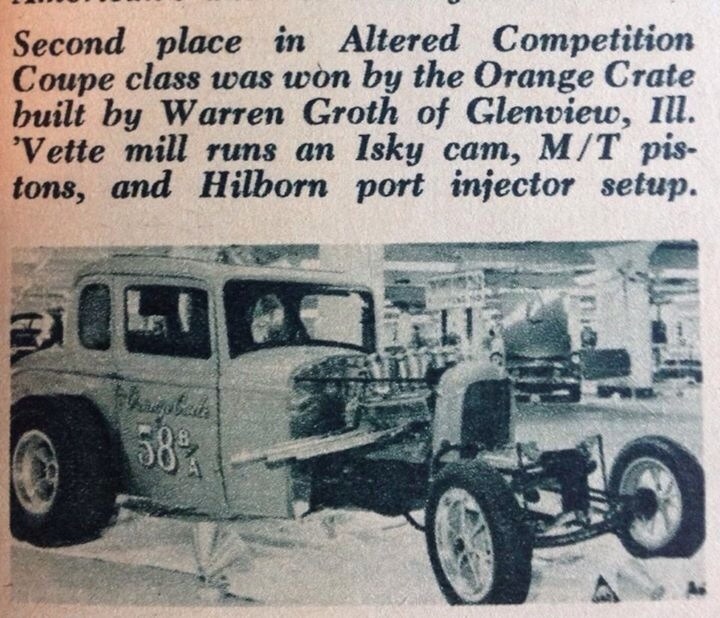 Second place in Altered Competition
Coupe class was won by the Orange Crate
built by Warren Groth of Glenview, Ill.
'Vette mill runs an Isky cam, M/T pis-
tons, and Hilborn port injector setup.
Orange Crate
58 B/A